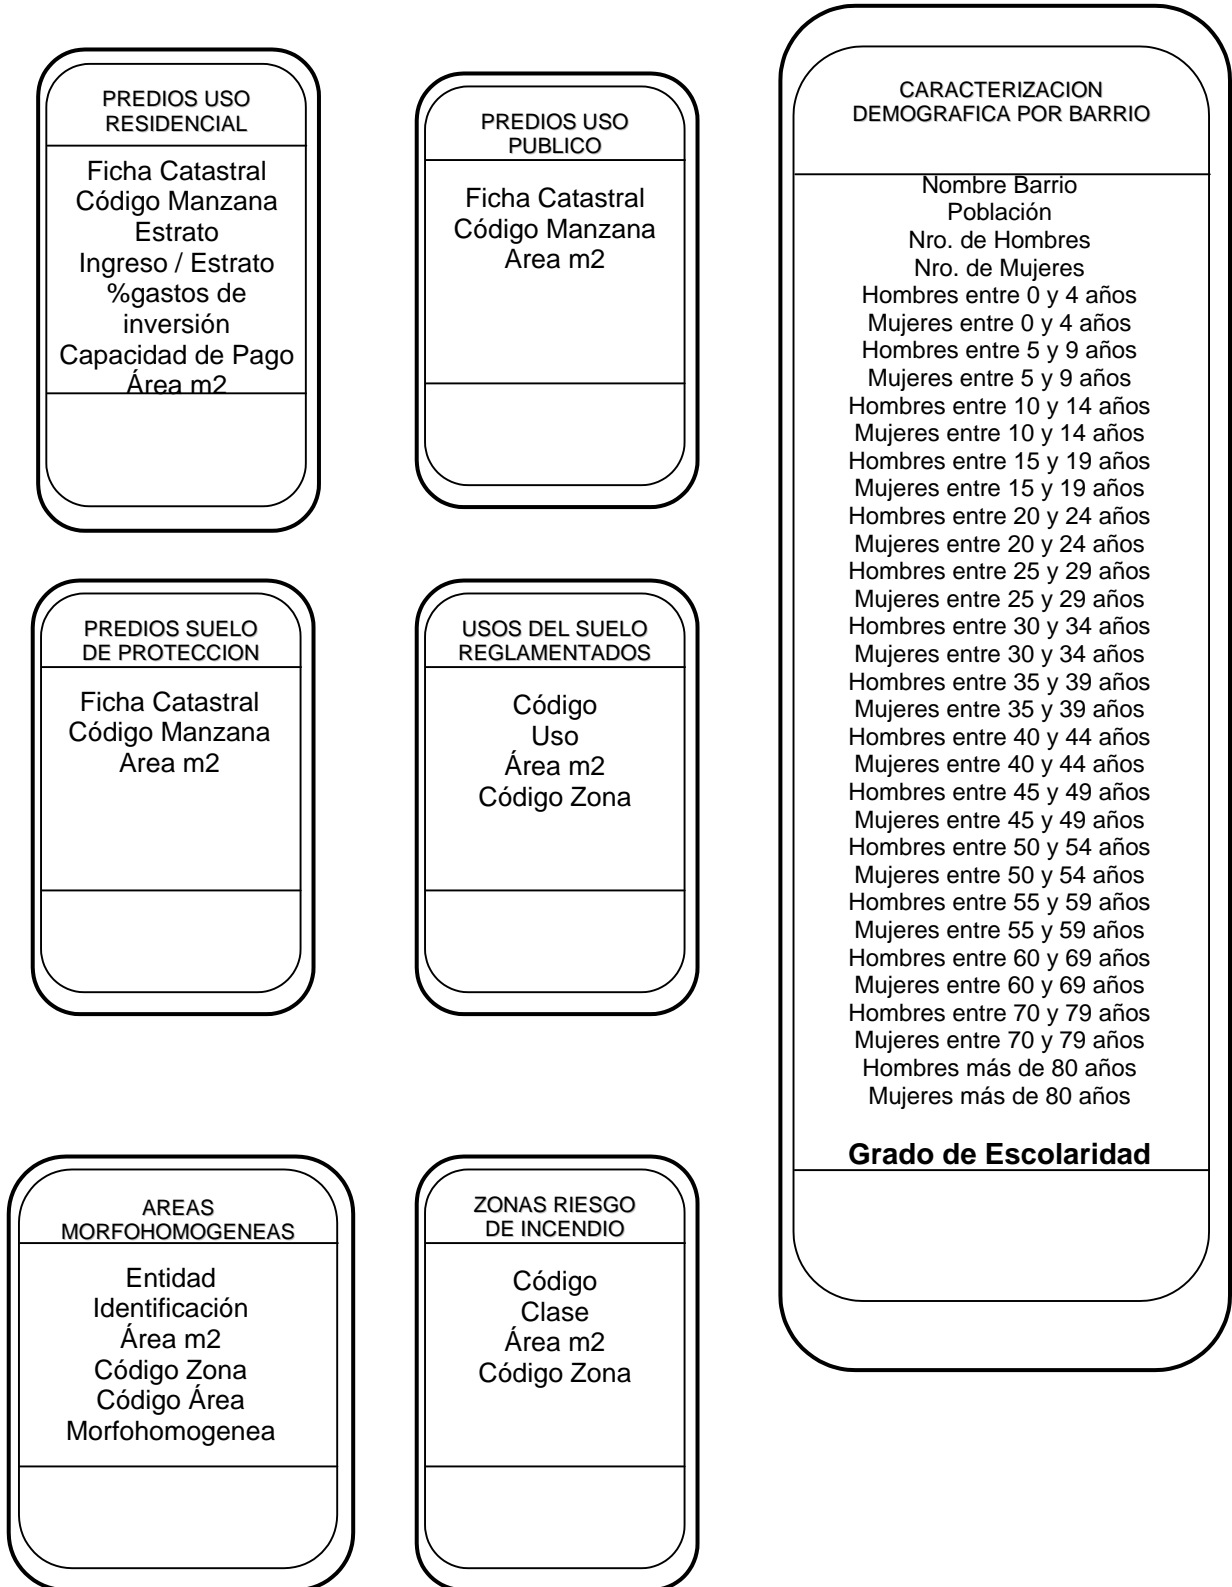 PREDIOS USO
RESIDENCIAL
Ficha Catastral
Código Manzana
Estrato
Ingreso / Estrato
%gastos de
inversión
Capacidad de Pago
Área m2
PREDIOS USO
PUBLICO
Ficha Catastral
Código Manzana
Area m2
CARACTERIZACION
DEMOGRAFICA POR BARRIO
Nombre Barrio
Población
Nro. de Hombres
Nro. de Mujeres
Hombres entre 0 y 4 años
Mujeres entre 0 y 4 años
Hombres entre 5 y 9 años
Mujeres entre 5 y 9 años
Hombres entre 10 y 14 años
Mujeres entre 10 y 14 años
Hombres entre 15 y 19 años
Mujeres entre 15 y 19 años
Hombres entre 20 y 24 años
Mujeres entre 20 y 24 años
Hombres entre 25 y 29 años
Mujeres entre 25 y 29 años
Hombres entre 30 y 34 años
Mujeres entre 30 y 34 años
Hombres entre 35 y 39 años
Mujeres entre 35 y 39 años
Hombres entre 40 y 44 años
Mujeres entre 40 y 44 años
Hombres entre 45 y 49 años
Mujeres entre 45 y 49 años
Hombres entre 50 y 54 años
Mujeres entre 50 y 54 años
Hombres entre 55 y 59 años
Mujeres entre 55 y 59 años
Hombres entre 60 y 69 años
Mujeres entre 60 y 69 años
Hombres entre 70 y 79 años
Mujeres entre 70 y 79 años
Hombres más de 80 años
Mujeres más de 80 años
Grado de Escolaridad
PREDIOS SUELO
DE PROTECCION
Ficha Catastral
Código Manzana
Area m2
USOS DEL SUELO
REGLAMENTADOS
Código
Uso
Área m2
Código Zona
AREAS
MORFOHOMOGENEAS
Entidad
Identificación
Área m2
Código Zona
Código Área
Morfohomogenea
ZONAS RIESGO
DE INCENDIO
Código
Clase
Área m2
Código Zona